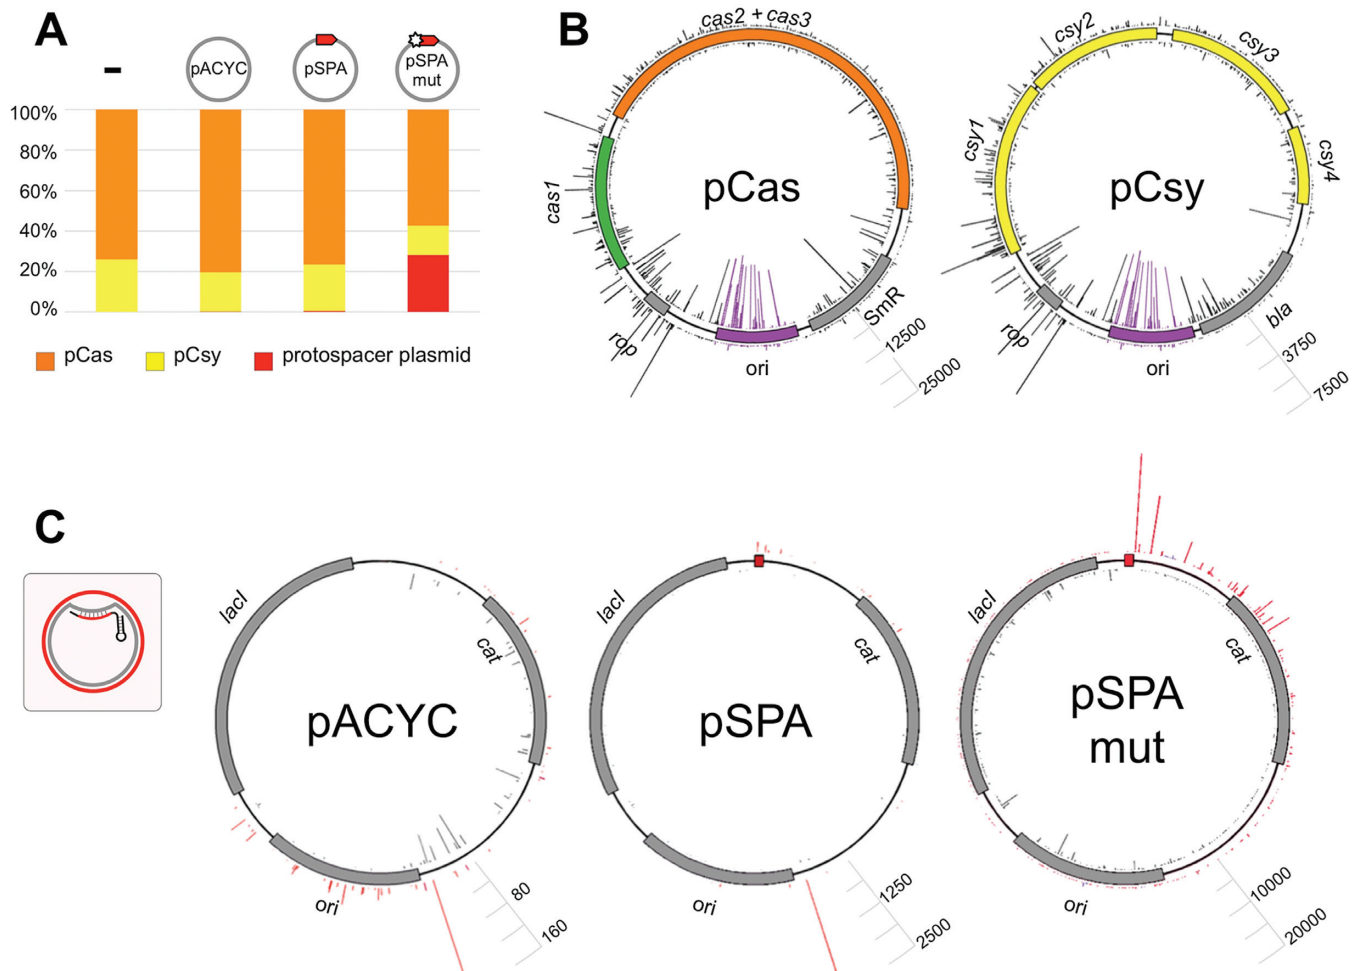 A
–
pACYC
pSPA
pSPA
mut
100%
80%
60%
40%
20%
0%
pCas
pCsy
protospacer plasmid
B
cas2 + cas3
cas1
rop
ori
SmR
pCas
12500
25000
csy2
csy3
csy1
csy4
rop
ori
bla
pCsy
3750
7500
C
lacI
cat
pACYC
ori
80
160
lacI
cat
pSPA
ori
1250
2500
lacI
cat
pSPA
mut
ori
10000
20000